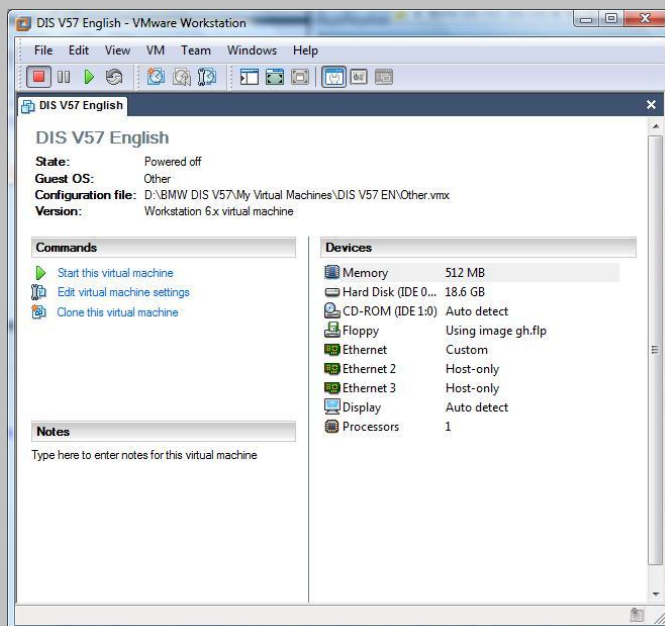 DIS V57 English - VMware Workstation
File Edit View VM Team Windows Help
DIS V57 English
DIS V57 English
State: Powered off
Guest OS: Other
Configuration file: D:\BMW DIS V57\My Virtual Machines\DIS V57 EN\Other.vmx
Version: Workstation 6.x virtual machine
Commands
Start this virtual machine
Edit virtual machine settings
Clone this virtual machine
Notes
Type here to enter notes for this virtual machine
Devices
Memory 512 MB
Hard Disk (IDE 0... 18.6 GB
CD-ROM (IDE 1:0) Auto detect
Floppy Using image gh.flp
Ethernet Custom
Ethernet 2 Host-only
Ethernet 3 Host-only
Display Auto detect
Processors 1